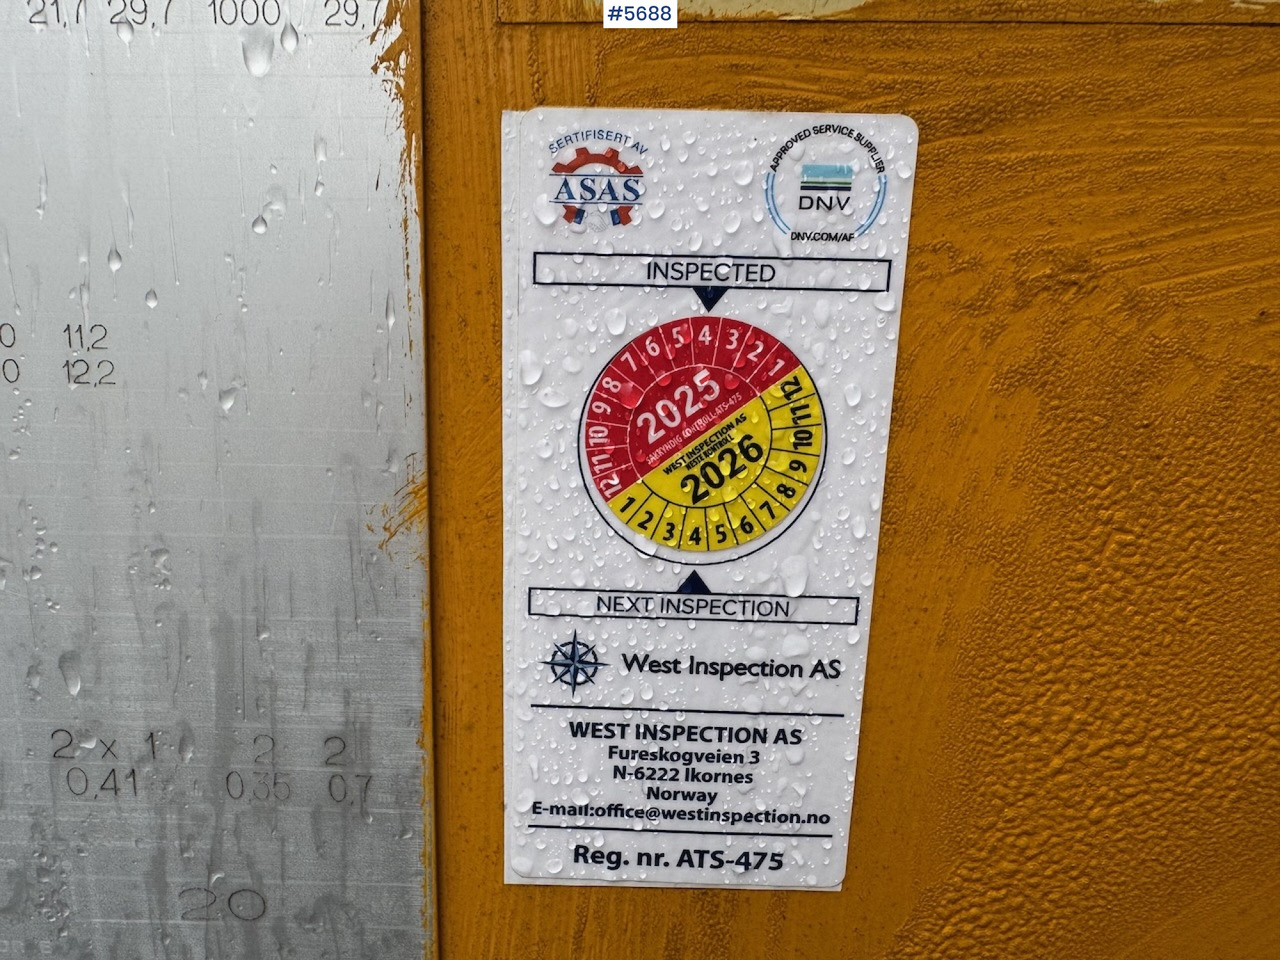 #5688
21,7 29,7 1000 29,7
0 11,2
0 12,2
2 x 1 2 2
0,41 0,35 0,7
20
SERTIFISERT AV
ASAS
APPROVED SERVICE SUPPLIER
DNV
DNV.COM/AF
INSPECTED
12 11 10 9 8 7 6 5 4 3 2 1
2025
SAKKYNDIG KONTROLL ATS-475
WEST INSPECTION AS
NESTE KONTROLL
2026
1 2 3 4 5 6 7 8 9 10 11 12
NEXT INSPECTION
West Inspection AS
WEST INSPECTION AS
Fureskogveien 3
N-6222 Ikornes
Norway
E-mail:office@westinspection.no
Reg. nr. ATS-475